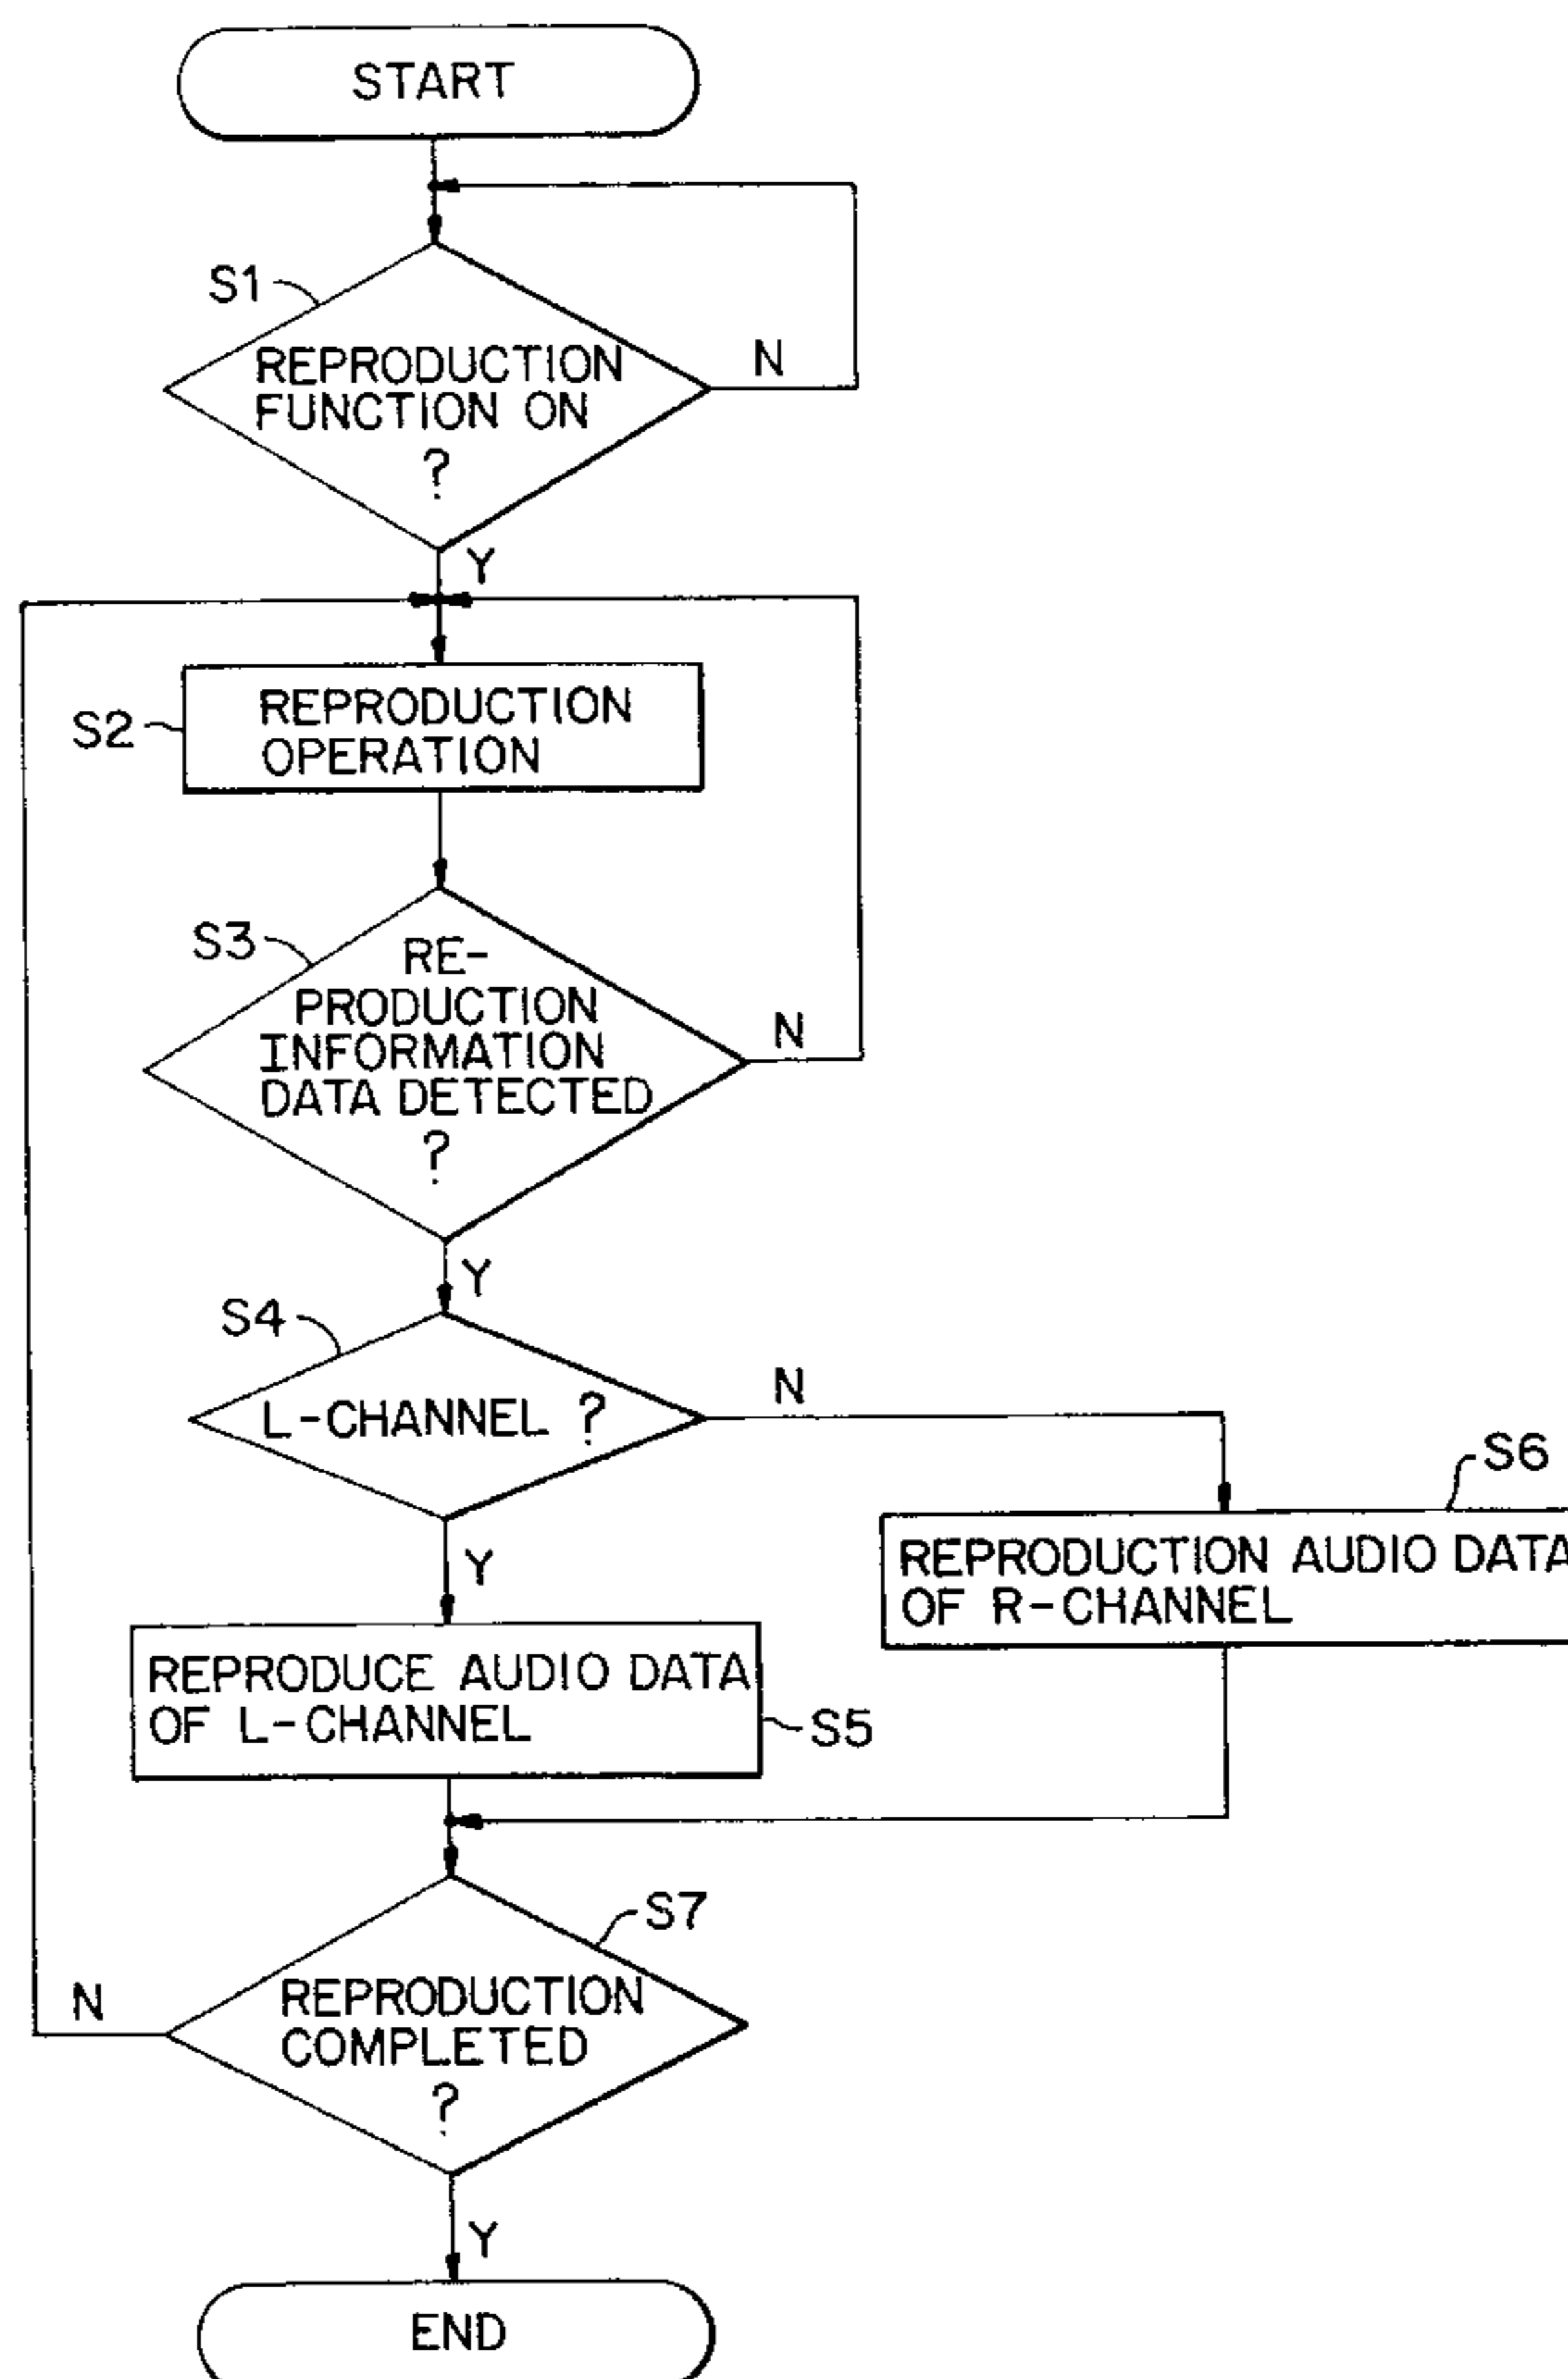 START
S1
REPRODUCTION
FUNCTION ON
?
N
Y
S2
REPRODUCTION
OPERATION
S3
RE-
PRODUCTION
INFORMATION
DATA DETECTED
?
N
Y
S4
L-CHANNEL ?
N
Y
S6
REPRODUCTION AUDIO DATA
OF R-CHANNEL
REPRODUCE AUDIO DATA
OF L-CHANNEL
S5
S7
REPRODUCTION
COMPLETED
?
N
Y
END